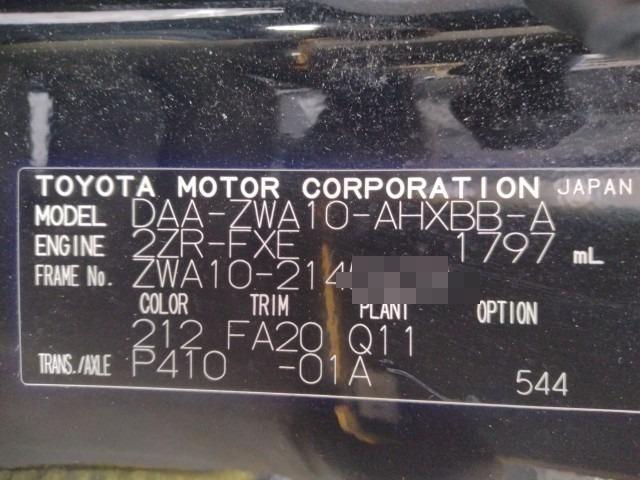 TOYOTA MOTOR CORPORATION JAPAN
MODEL DAA-ZWA10-AHXBB-A
ENGINE 2ZR-FXE 1797 mL
FRAME No. ZWA10-214
COLOR TRIM PLANT OPTION
212 FA20 Q11
TRANS./AXLE P410 -01A 544